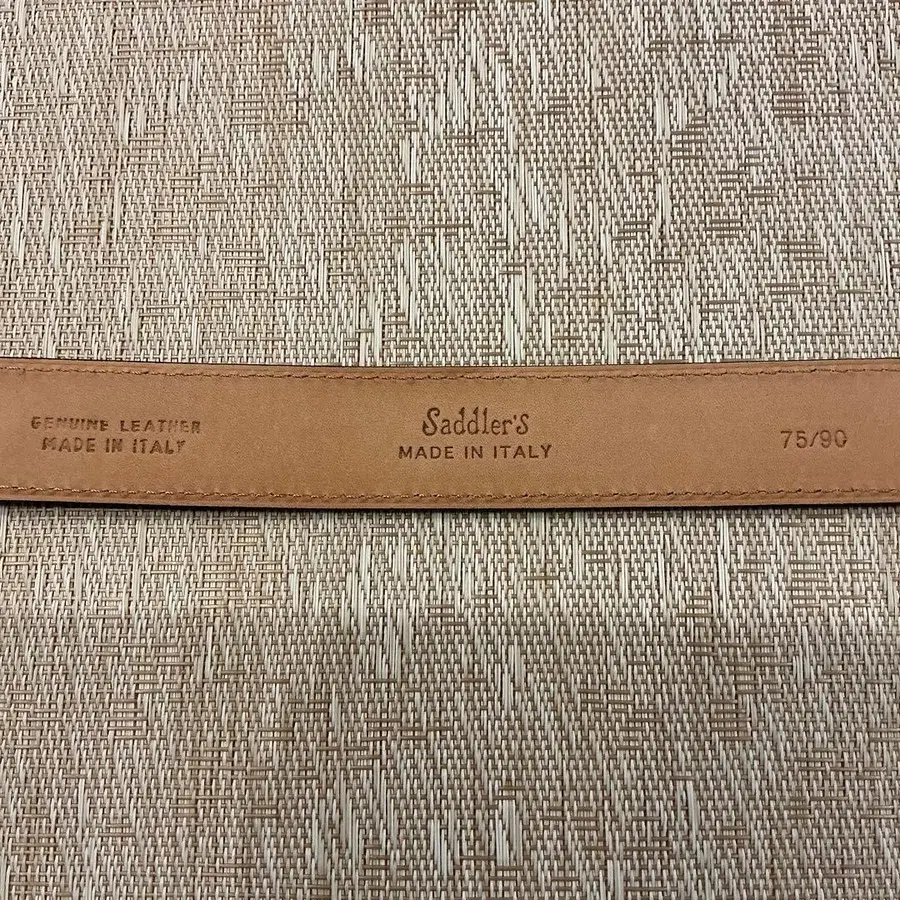 GENUINE LEATHER
MADE IN ITALY
Saddler's
MADE IN ITALY
75/90